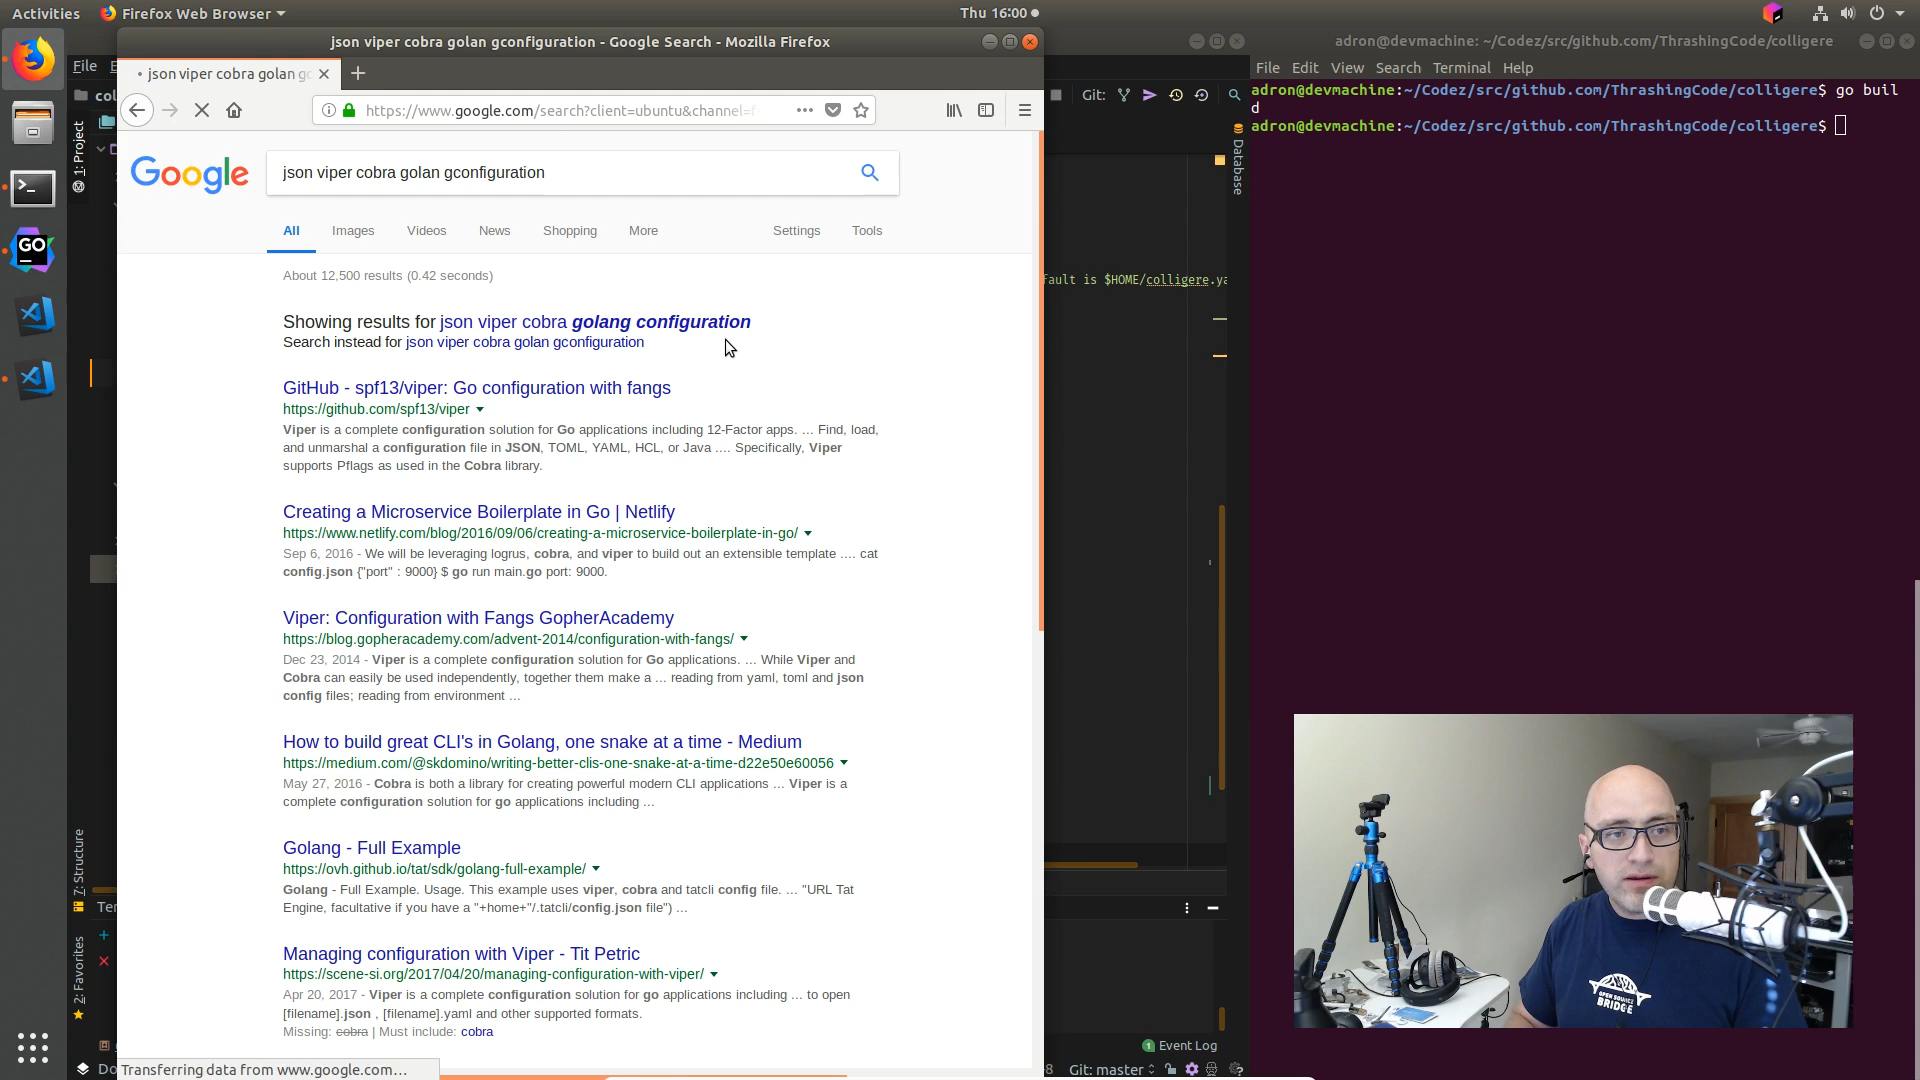 Activities
Firefox Web Browser
Thu 16:00
json viper cobra golan gconfiguration - Google Search - Mozilla Firefox
adron@devmachine: ~/Codez/src/github.com/ThrashingCode/colligere
File
json viper cobra golan gc
File Edit View Search Terminal Help
adron@devmachine:~/Codez/src/github.com/ThrashingCode/colligere$ go buil
d
adron@devmachine:~/Codez/src/github.com/ThrashingCode/colligere$
Git:
col
1: Project
Database
https://www.google.com/search?client=ubuntu&channel=f
Google
json viper cobra golan gconfiguration
All Images Videos News Shopping More Settings Tools
About 12,500 results (0.42 seconds)
fault is $HOME/colligere.ya
Showing results for json viper cobra golang configuration
Search instead for json viper cobra golan gconfiguration
GitHub - spf13/viper: Go configuration with fangs
https://github.com/spf13/viper
Viper is a complete configuration solution for Go applications including 12-Factor apps. ... Find, load,
and unmarshal a configuration file in JSON, TOML, YAML, HCL, or Java .... Specifically, Viper
supports Pflags as used in the Cobra library.
Creating a Microservice Boilerplate in Go | Netlify
https://www.netlify.com/blog/2016/09/06/creating-a-microservice-boilerplate-in-go/
Sep 6, 2016 - We will be leveraging logrus, cobra, and viper to build out an extensible template .... cat
config.json {"port" : 9000} $ go run main.go port: 9000.
Viper: Configuration with Fangs GopherAcademy
https://blog.gopheracademy.com/advent-2014/configuration-with-fangs/
Dec 23, 2014 - Viper is a complete configuration solution for Go applications. ... While Viper and
Cobra can easily be used independently, together them make a ... reading from yaml, toml and json
config files; reading from environment ...
How to build great CLI's in Golang, one snake at a time - Medium
https://medium.com/@skdomino/writing-better-clis-one-snake-at-a-time-d22e50e60056
May 27, 2016 - Cobra is both a library for creating powerful modern CLI applications ... Viper is a
complete configuration solution for go applications including ...
Golang - Full Example
https://ovh.github.io/tat/sdk/golang-full-example/
Golang - Full Example. Usage. This example uses viper, cobra and tatcli config file. ... "URL Tat
Engine, facultative if you have a "+home+"/.tatcli/config.json file") ...
Managing configuration with Viper - Tit Petric
https://scene-si.org/2017/04/20/managing-configuration-with-viper/
Apr 20, 2017 - Viper is a complete configuration solution for go applications including ... to open
[filename].json , [filename].yaml and other supported formats.
Missing: cobra | Must include: cobra
GO
7: Structure
Ter
2: Favorites
OPEN SOURCE
BRIDGE
1 Event Log
Do
Transferring data from www.google.com...
8 Git: master